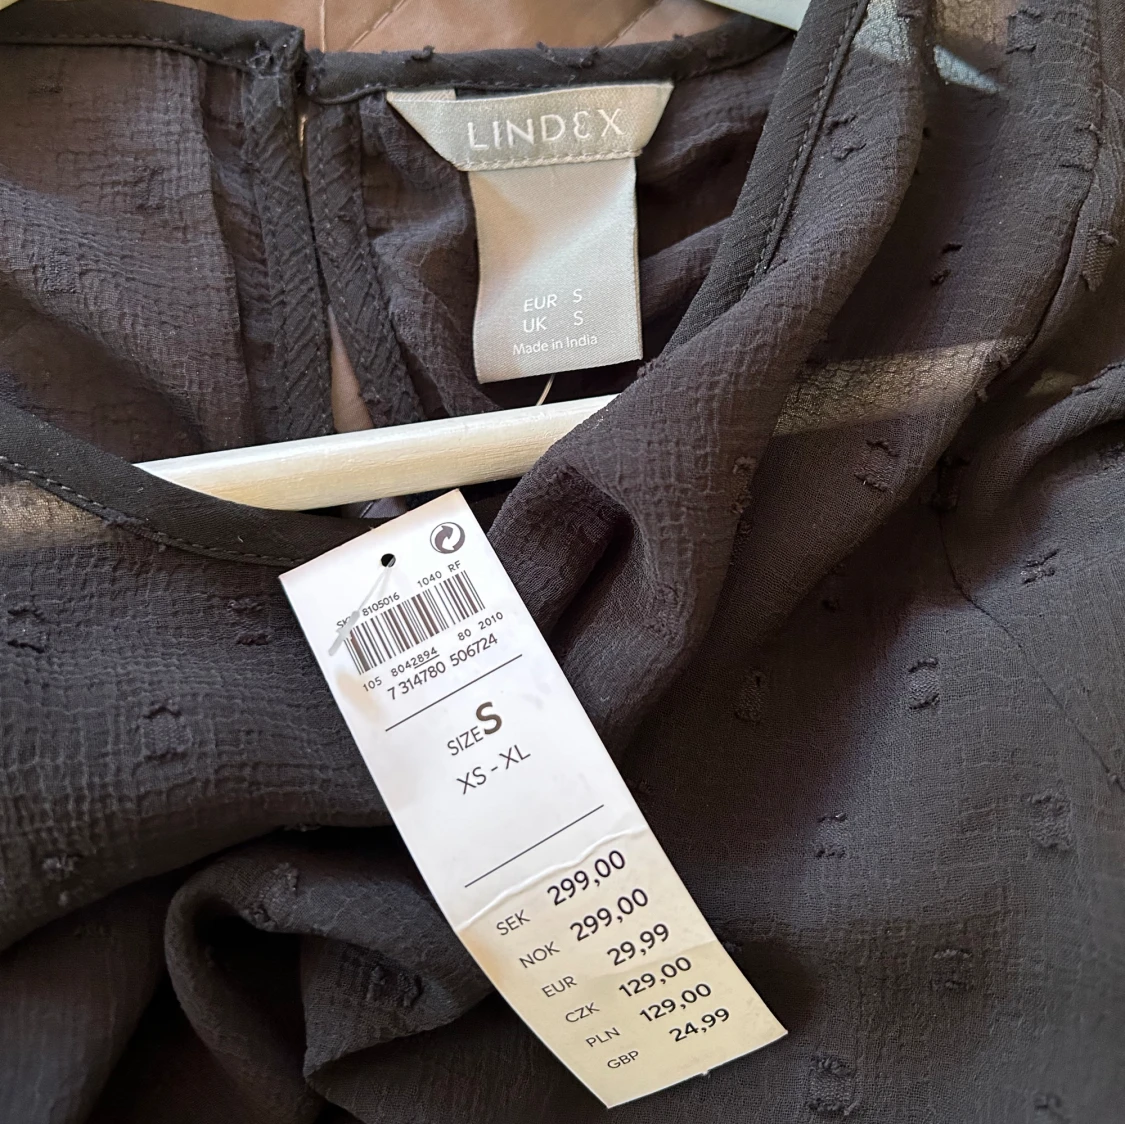 LINDEX
EUR S
UK S
Made in India
8105016 1040 RF
105 8042894 80 2010
7 314780 506724
SIZE S
XS - XL
SEK 299,00
NOK 299,00
EUR 29,99
CZK 129,00
PLN 129,00
GBP 24,99